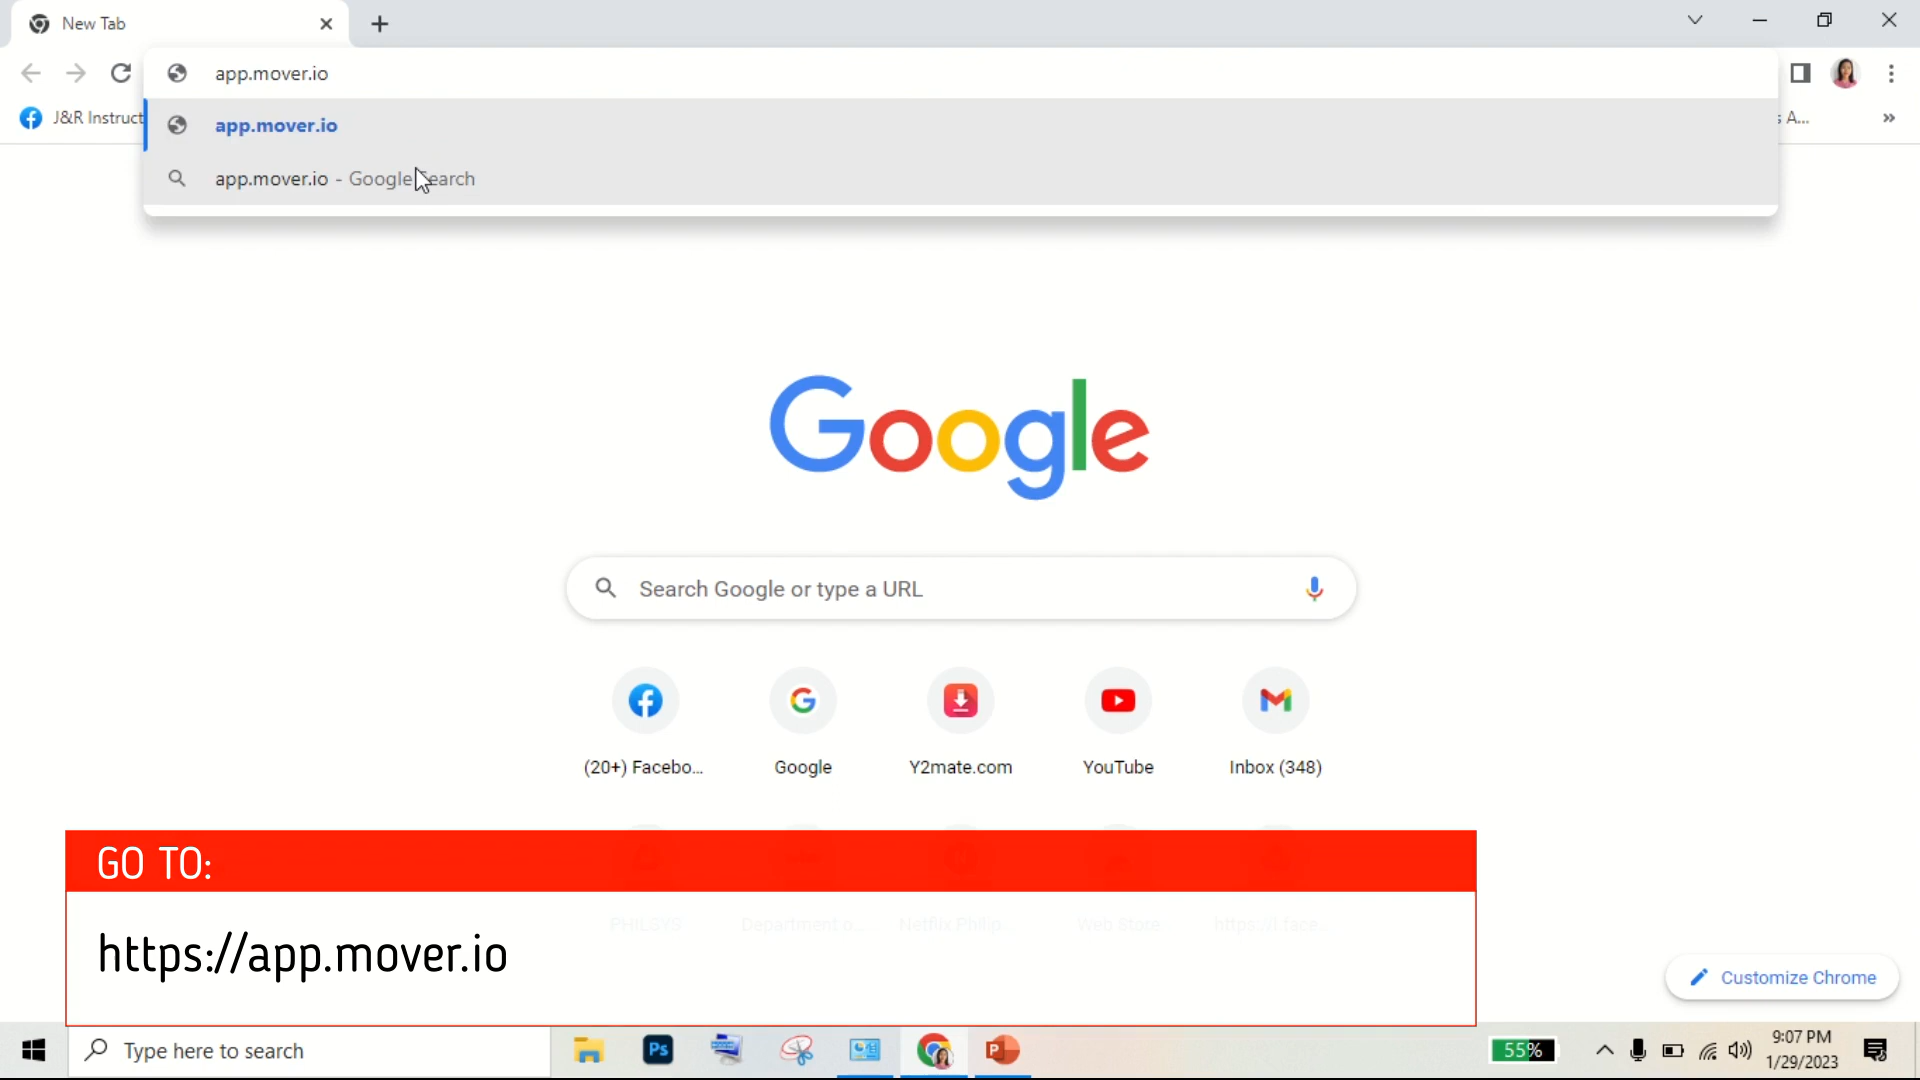 New Tab
app.mover.io
J&R Instruct
app.mover.io
s A...
app.mover.io - Google Search
Google
Search Google or type a URL
(20+) Facebo...
Google
Y2mate.com
YouTube
Inbox (348)
GO TO:
PHILSYS
Department o...
Netflix Philip...
Web Store
https://l.face...
https://app.mover.io
Customize Chrome
Type here to search
Ps
55%
9:07 PM
1/29/2023